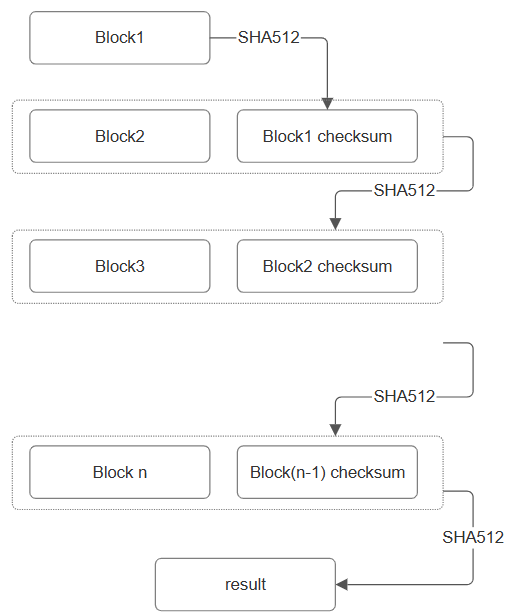 Block1
SHA512
Block2
Block1 checksum
SHA512
Block3
Block2 checksum
SHA512
Block n
Block(n-1) checksum
SHA512
result